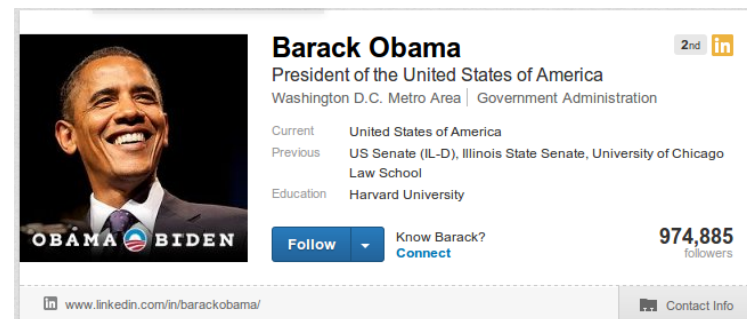 Barack Obama
2nd in
President of the United States of America
Washington D.C. Metro Area | Government Administration
Current United States of America
Previous US Senate (IL-D), Illinois State Senate, University of Chicago
Law School
Education Harvard University
OBAMA BIDEN
Follow
Know Barack?
Connect
974,885
followers
in www.linkedin.com/in/barackobama/
Contact Info